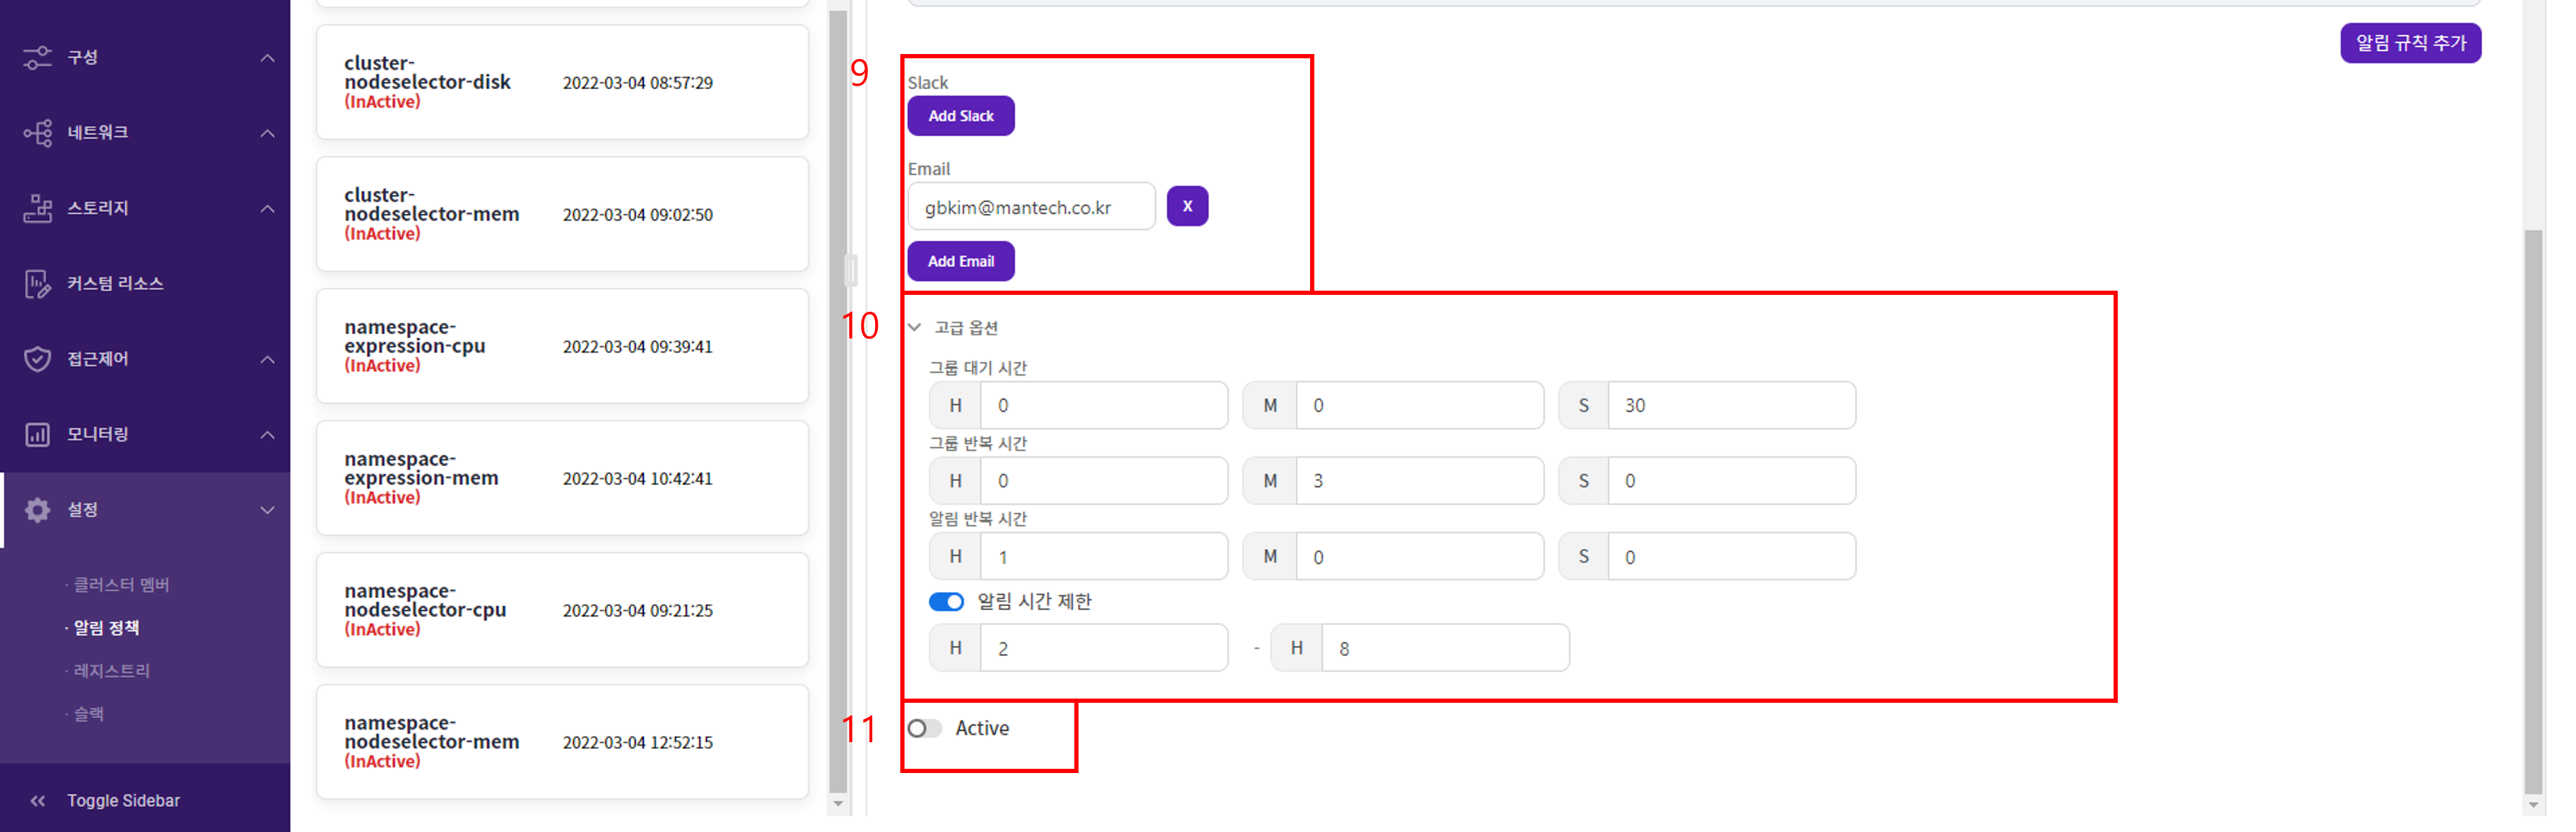 구성
네트워크
스토리지
커스텀 리소스
접근제어
모니터링
설정
· 클러스터 멤버
· 알림 정책
· 레지스트리
· 슬랙
Toggle Sidebar
cluster-
nodeselector-disk
(InActive)
2022-03-04 08:57:29
cluster-
nodeselector-mem
(InActive)
2022-03-04 09:02:50
namespace-
expression-cpu
(InActive)
2022-03-04 09:39:41
namespace-
expression-mem
(InActive)
2022-03-04 10:42:41
namespace-
nodeselector-cpu
(InActive)
2022-03-04 09:21:25
namespace-
nodeselector-mem
(InActive)
2022-03-04 12:52:15
알림 규칙 추가
9
Slack
Add Slack
Email
gbkim@mantech.co.kr X
Add Email
10
고급 옵션
그룹 대기 시간
H 0 M 0 S 30
그룹 반복 시간
H 0 M 3 S 0
알림 반복 시간
H 1 M 0 S 0
알림 시간 제한
H 2 - H 8
11
Active